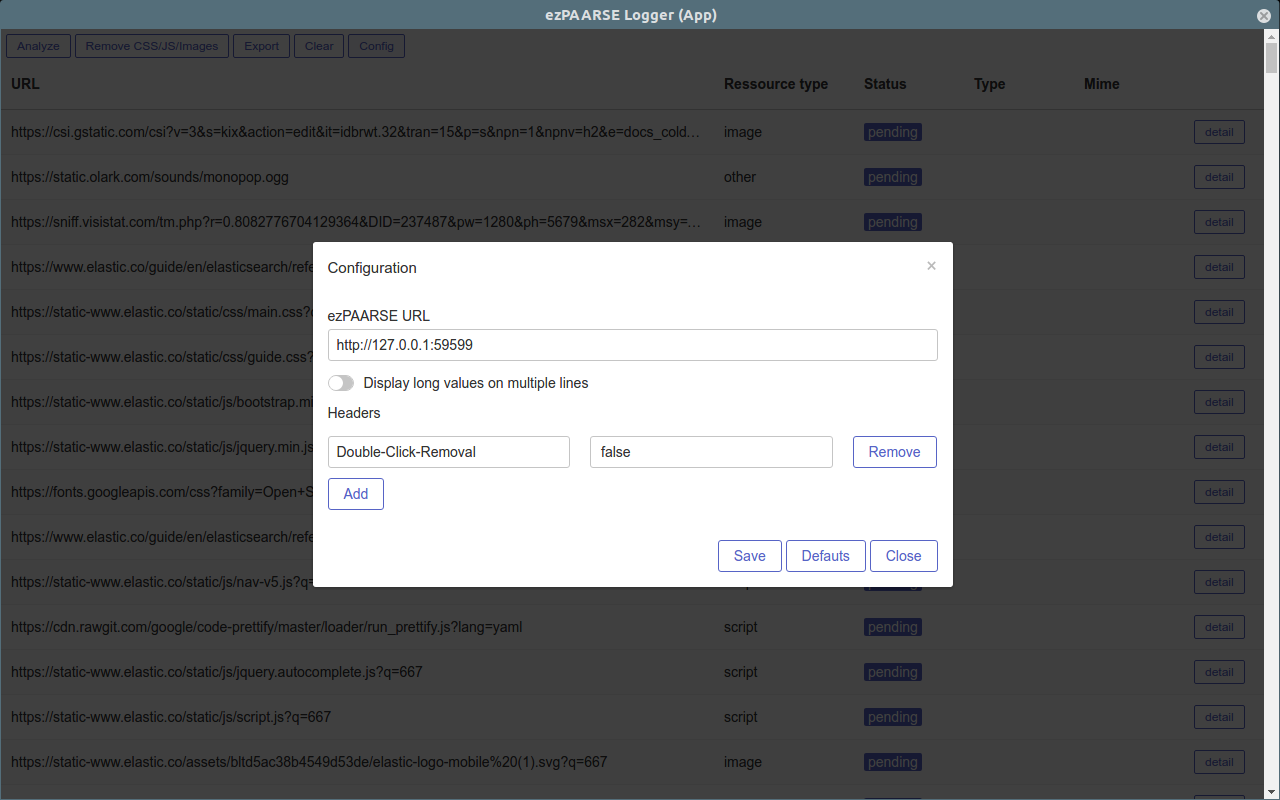 ezPAARSE Logger (App)
Analyze Remove CSS/JS/Images Export Clear Config
URL Ressource type Status Type Mime
https://csi.gstatic.com/csi?v=3&s=kix&action=edit&it=idbrwt.32&tran=15&p=s&npn=1&npnv=h2&e=docs_cold… image pending detail
https://static.olark.com/sounds/monopop.ogg other pending detail
https://sniff.visistat.com/tm.php?r=0.8082776704129364&DID=237487&pw=1280&ph=5679&msx=282&msy=… image pending detail
https://www.elastic.co/guide/en/elasticsearch/refe detail
https://static-www.elastic.co/static/css/main.css? detail
https://static-www.elastic.co/static/css/guide.css? detail
https://static-www.elastic.co/static/js/bootstrap.mi detail
https://static-www.elastic.co/static/js/jquery.min.js detail
https://fonts.googleapis.com/css?family=Open+S detail
https://www.elastic.co/guide/en/elasticsearch/refe detail
https://static-www.elastic.co/static/js/nav-v5.js?q= detail
https://cdn.rawgit.com/google/code-prettify/master/loader/run_prettify.js?lang=yaml script pending detail
https://static-www.elastic.co/static/js/jquery.autocomplete.js?q=667 script pending detail
https://static-www.elastic.co/static/js/script.js?q=667 script pending detail
https://static-www.elastic.co/assets/bltd5ac38b4549d53de/elastic-logo-mobile%20(1).svg?q=667 image pending detail
Configuration ×
ezPAARSE URL
http://127.0.0.1:59599
Display long values on multiple lines
Headers
Double-Click-Removal false Remove
Add
Save Defauts Close